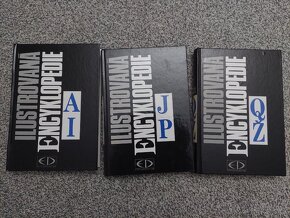 ILUSTROVANÁ
ENCYKLOPEDIE
A
I
ILUSTROVANÁ
ENCYKLOPEDIE
J
P
ILUSTROVANÁ
ENCYKLOPEDIE
Q
Ž